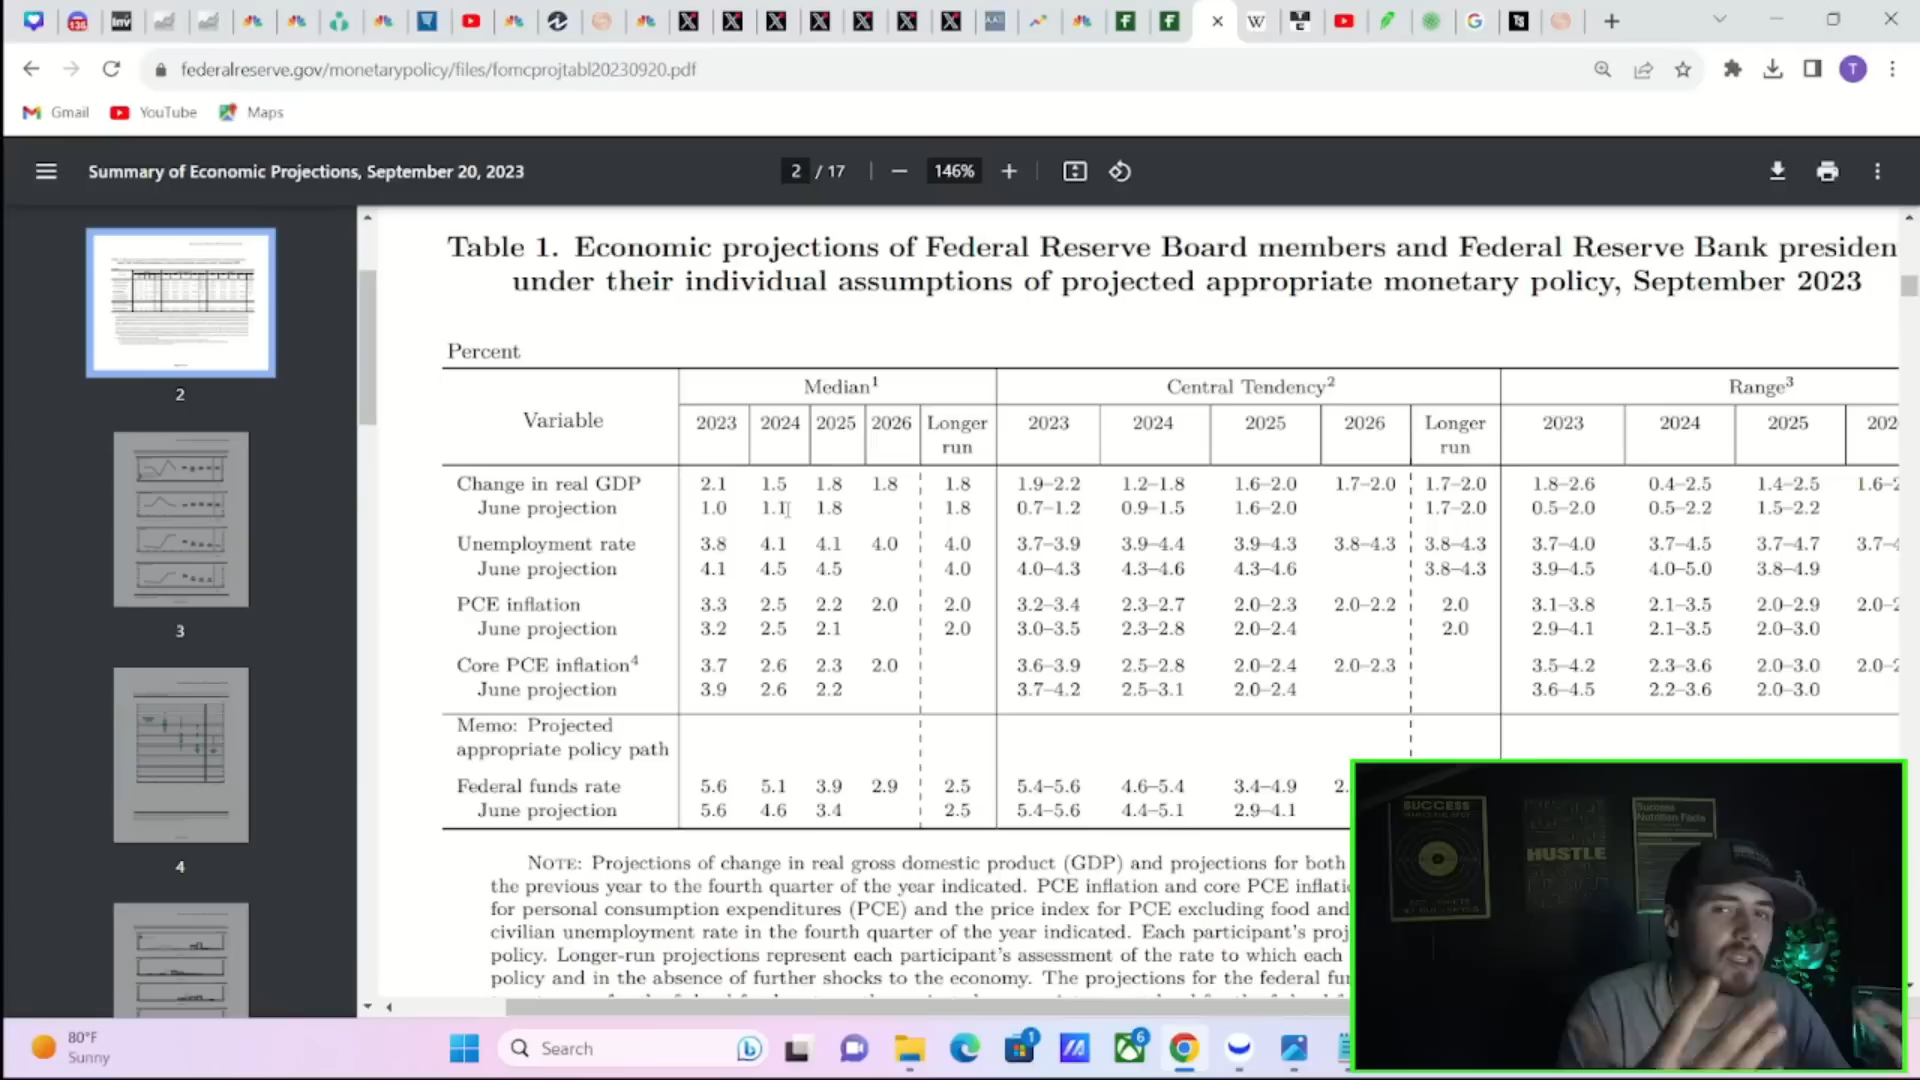 135
Inv
federalreserve.gov/monetarypolicy/files/fomcprojtabl20230920.pdf
T
Gmail
YouTube
Maps
Summary of Economic Projections, September 20, 2023
2 / 17
146%
2
3
4
Table 1. Economic projections of Federal Reserve Board members and Federal Reserve Bank presiden
under their individual assumptions of projected appropriate monetary policy, September 2023
Percent
Variable
Median1
Central Tendency2
Range3
2023 2024 2025 2026 Longer run
2023 2024 2025 2026 Longer run
2023 2024 2025 202
Change in real GDP 2.1 1.5 1.8 1.8 1.8 1.9–2.2 1.2–1.8 1.6–2.0 1.7–2.0 1.7–2.0 1.8–2.6 0.4–2.5 1.4–2.5 1.6–2
June projection 1.0 1.1 1.8 1.8 0.7–1.2 0.9–1.5 1.6–2.0 1.7–2.0 0.5–2.0 0.5–2.2 1.5–2.2
Unemployment rate 3.8 4.1 4.1 4.0 4.0 3.7–3.9 3.9–4.4 3.9–4.3 3.8–4.3 3.8–4.3 3.7–4.0 3.7–4.5 3.7–4.7 3.7–4
June projection 4.1 4.5 4.5 4.0 4.0–4.3 4.3–4.6 4.3–4.6 3.8–4.3 3.9–4.5 4.0–5.0 3.8–4.9
PCE inflation 3.3 2.5 2.2 2.0 2.0 3.2–3.4 2.3–2.7 2.0–2.3 2.0–2.2 2.0 3.1–3.8 2.1–3.5 2.0–2.9 2.0–2
June projection 3.2 2.5 2.1 2.0 3.0–3.5 2.3–2.8 2.0–2.4 2.0 2.9–4.1 2.1–3.5 2.0–3.0
Core PCE inflation4 3.7 2.6 2.3 2.0 3.6–3.9 2.5–2.8 2.0–2.4 2.0–2.3 3.5–4.2 2.3–3.6 2.0–3.0 2.0–2
June projection 3.9 2.6 2.2 3.7–4.2 2.5–3.1 2.0–2.4 3.6–4.5 2.2–3.6 2.0–3.0
Memo: Projected
appropriate policy path
Federal funds rate 5.6 5.1 3.9 2.9 2.5 5.4–5.6 4.6–5.4 3.4–4.9 2.
June projection 5.6 4.6 3.4 2.5 5.4–5.6 4.4–5.1 2.9–4.1
NOTE: Projections of change in real gross domestic product (GDP) and projections for both
the previous year to the fourth quarter of the year indicated. PCE inflation and core PCE inflati
for personal consumption expenditures (PCE) and the price index for PCE excluding food and
civilian unemployment rate in the fourth quarter of the year indicated. Each participant's proj
policy. Longer-run projections represent each participant's assessment of the rate to which each
policy and in the absence of further shocks to the economy. The projections for the federal fun
SUCCESS
HUSTLE
Success
Nutrition Facts
80°F
Sunny
Search
1
6